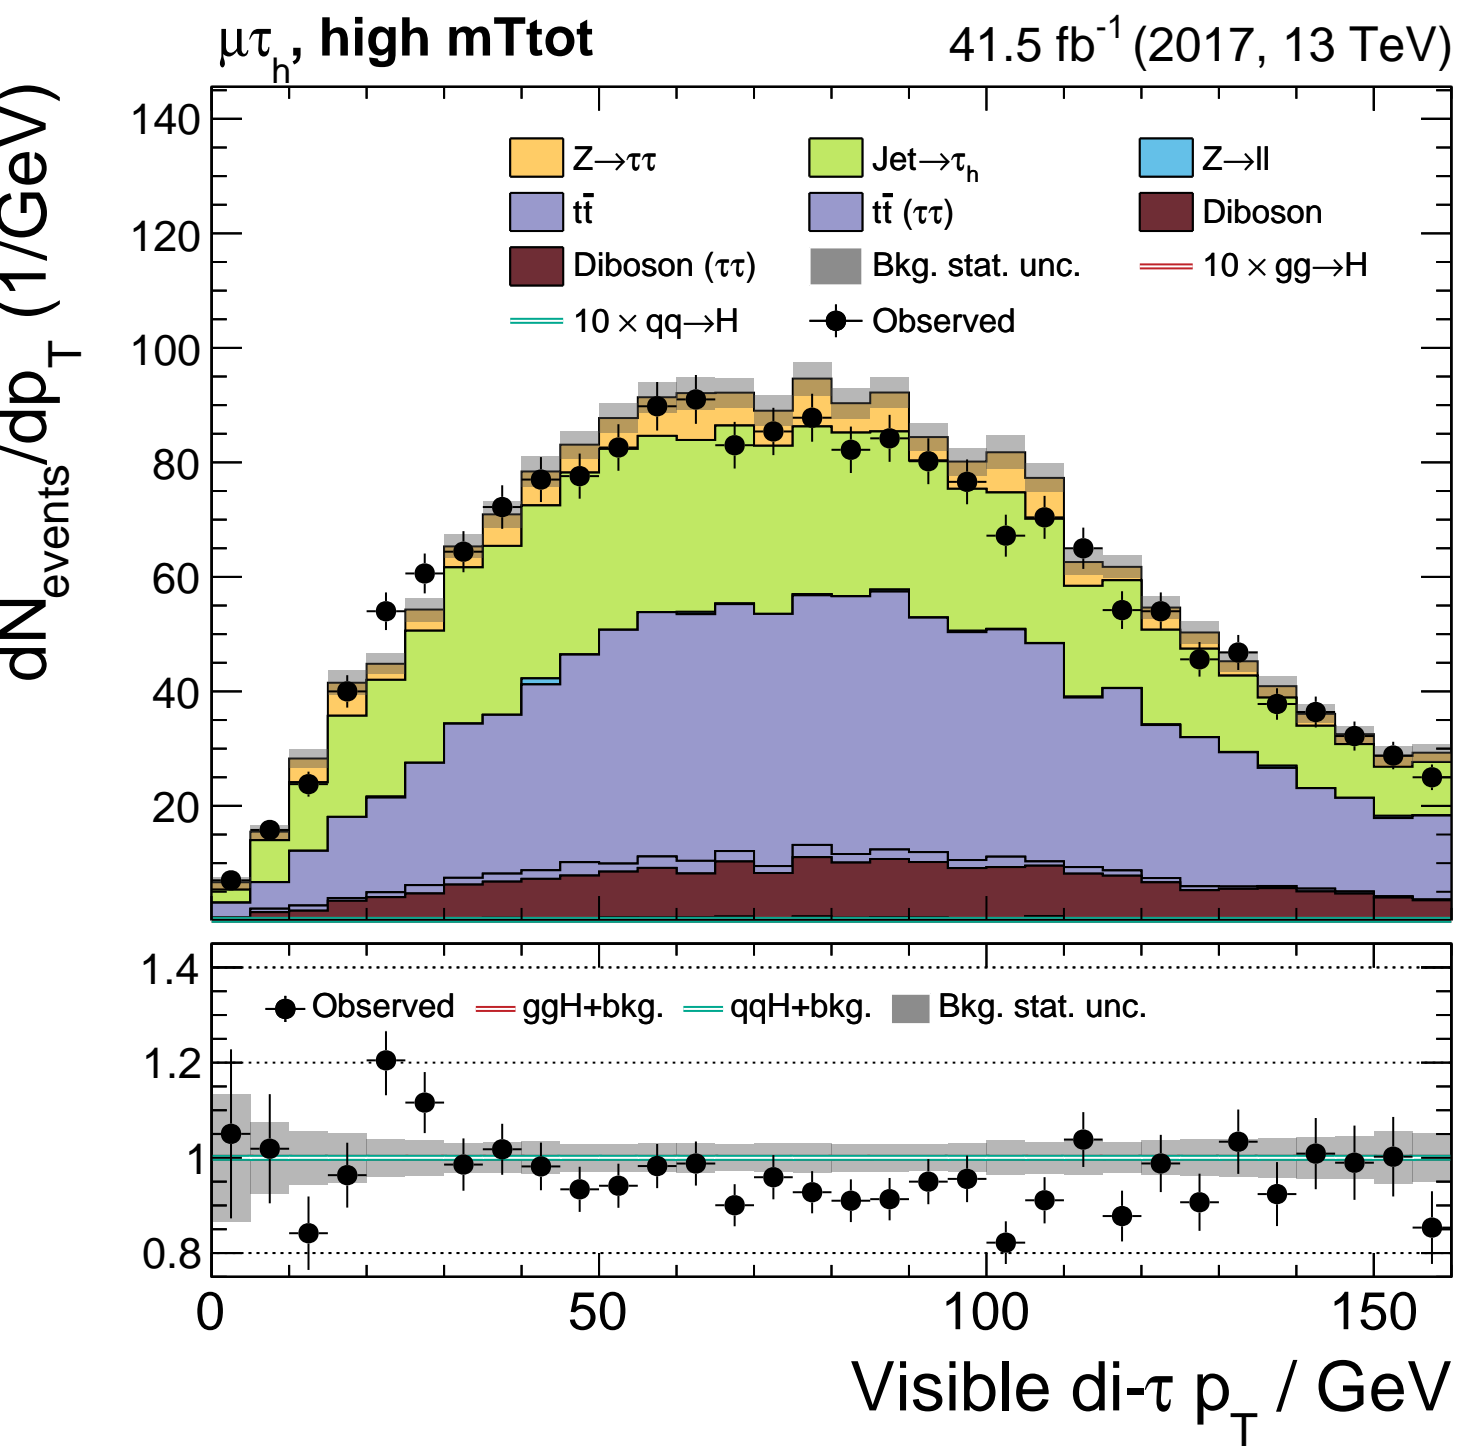 μτh, high mTtot
41.5 fb-1 (2017, 13 TeV)
dNevents/dpT (1/GeV)
140
120
100
80
60
40
20
Z→ττ Jet→τh Z→ll
tt̄ tt̄ (ττ) Diboson
Diboson (ττ) Bkg. stat. unc. 10 × gg→H
10 × qq→H Observed
1.4
1.2
1
0.8
Observed ggH+bkg. qqH+bkg. Bkg. stat. unc.
0 50 100 150
Visible di-τ pT / GeV